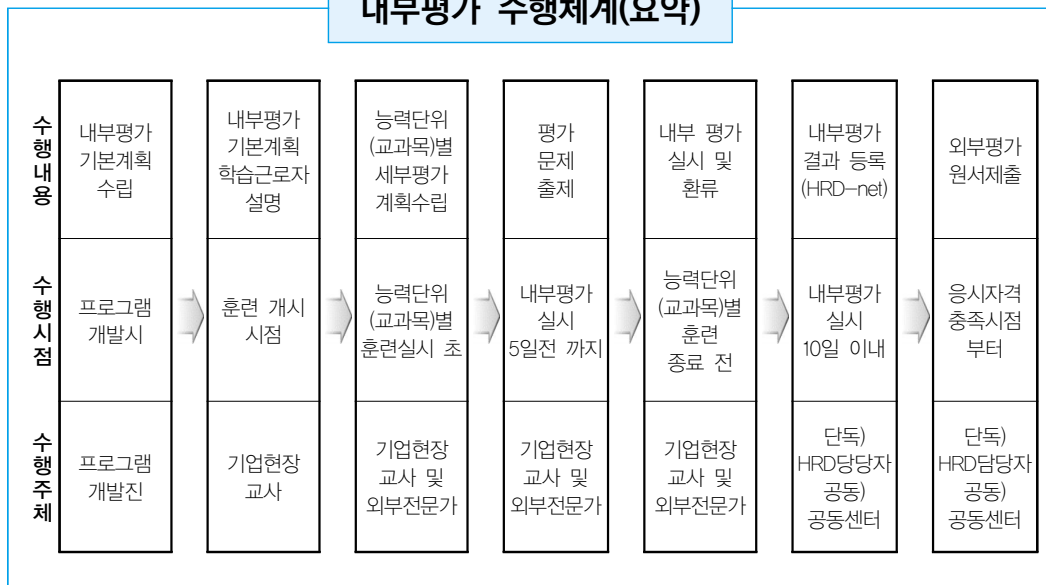 내부평가 수행체계(요약)
수행내용
내부평가
기본계획
수립
내부평가
기본계획
학습근로자
설명
능력단위
(교과목)별
세부평가
계획수립
평가
문제
출제
내부 평가
실시 및
환류
내부평가
결과 등록
(HRD-net)
외부평가
원서제출
수행시점
프로그램
개발시
훈련 개시
시점
능력단위
(교과목)별
훈련실시 초
내부평가
실시
5일전 까지
능력단위
(교과목)별
훈련
종료 전
내부평가
실시
10일 이내
응시자격
충족시점
부터
수행주체
프로그램
개발진
기업현장
교사
기업현장
교사 및
외부전문가
기업현장
교사 및
외부전문가
기업현장
교사 및
외부전문가
단독)
HRD당당자
공동)
공동센터
단독)
HRD담당자
공동)
공동센터